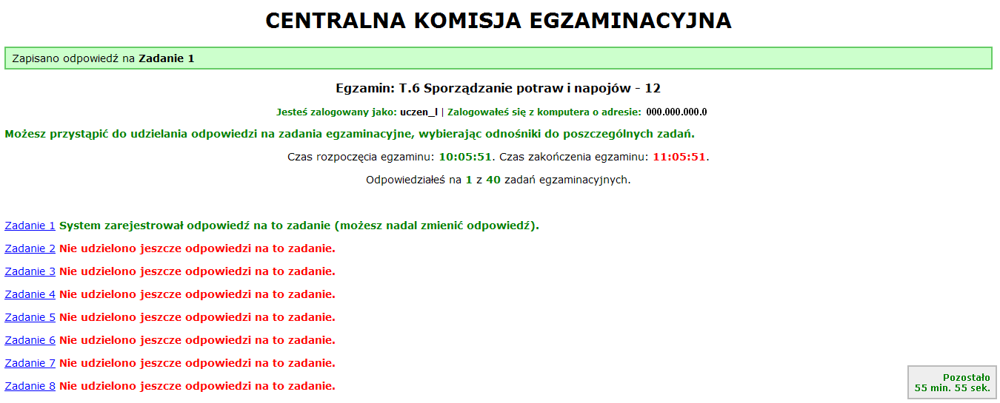 CENTRALNA KOMISJA EGZAMINACYJNA
Zapisano odpowiedź na Zadanie 1
Egzamin: T.6 Sporządzanie potraw i napojów - 12
Jesteś zalogowany jako: uczen_l | Zalogowałeś się z komputera o adresie: 000.000.000.0
Możesz przystąpić do udzielania odpowiedzi na zadania egzaminacyjne, wybierając odnośniki do poszczególnych zadań.
Czas rozpoczęcia egzaminu: 10:05:51. Czas zakończenia egzaminu: 11:05:51.
Odpowiedziałeś na 1 z 40 zadań egzaminacyjnych.
Zadanie 1 System zarejestrował odpowiedź na to zadanie (możesz nadal zmienić odpowiedź).
Zadanie 2 Nie udzielono jeszcze odpowiedzi na to zadanie.
Zadanie 3 Nie udzielono jeszcze odpowiedzi na to zadanie.
Zadanie 4 Nie udzielono jeszcze odpowiedzi na to zadanie.
Zadanie 5 Nie udzielono jeszcze odpowiedzi na to zadanie.
Zadanie 6 Nie udzielono jeszcze odpowiedzi na to zadanie.
Zadanie 7 Nie udzielono jeszcze odpowiedzi na to zadanie.
Zadanie 8 Nie udzielono jeszcze odpowiedzi na to zadanie.
Pozostało
55 min. 55 sek.